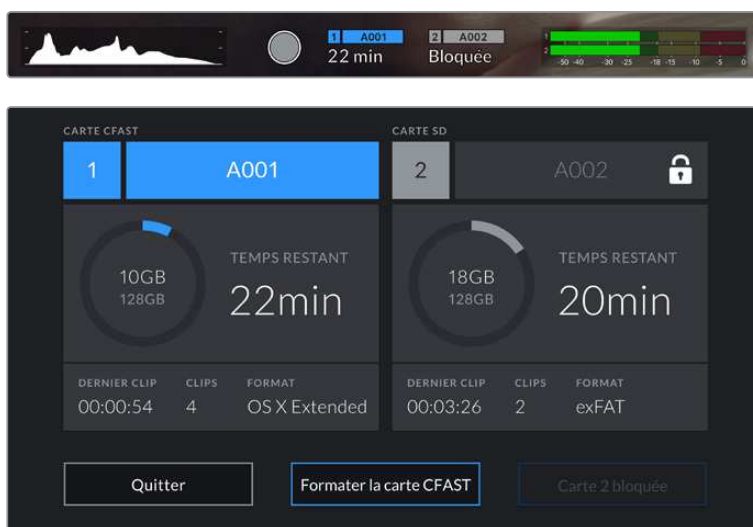 1 A001 2 A002
22 min Bloquée
1
2
-50 -40 -30 -25 -18 -15 -10 -5 0
CARTE CFAST CARTE SD
1 A001 2 A002
10GB 128GB TEMPS RESTANT 22min 18GB 128GB TEMPS RESTANT 20min
DERNIER CLIP CLIPS FORMAT DERNIER CLIP CLIPS FORMAT
00:00:54 4 OS X Extended 00:03:26 2 exFAT
Quitter Formater la carte CFAST Carte 2 bloquée